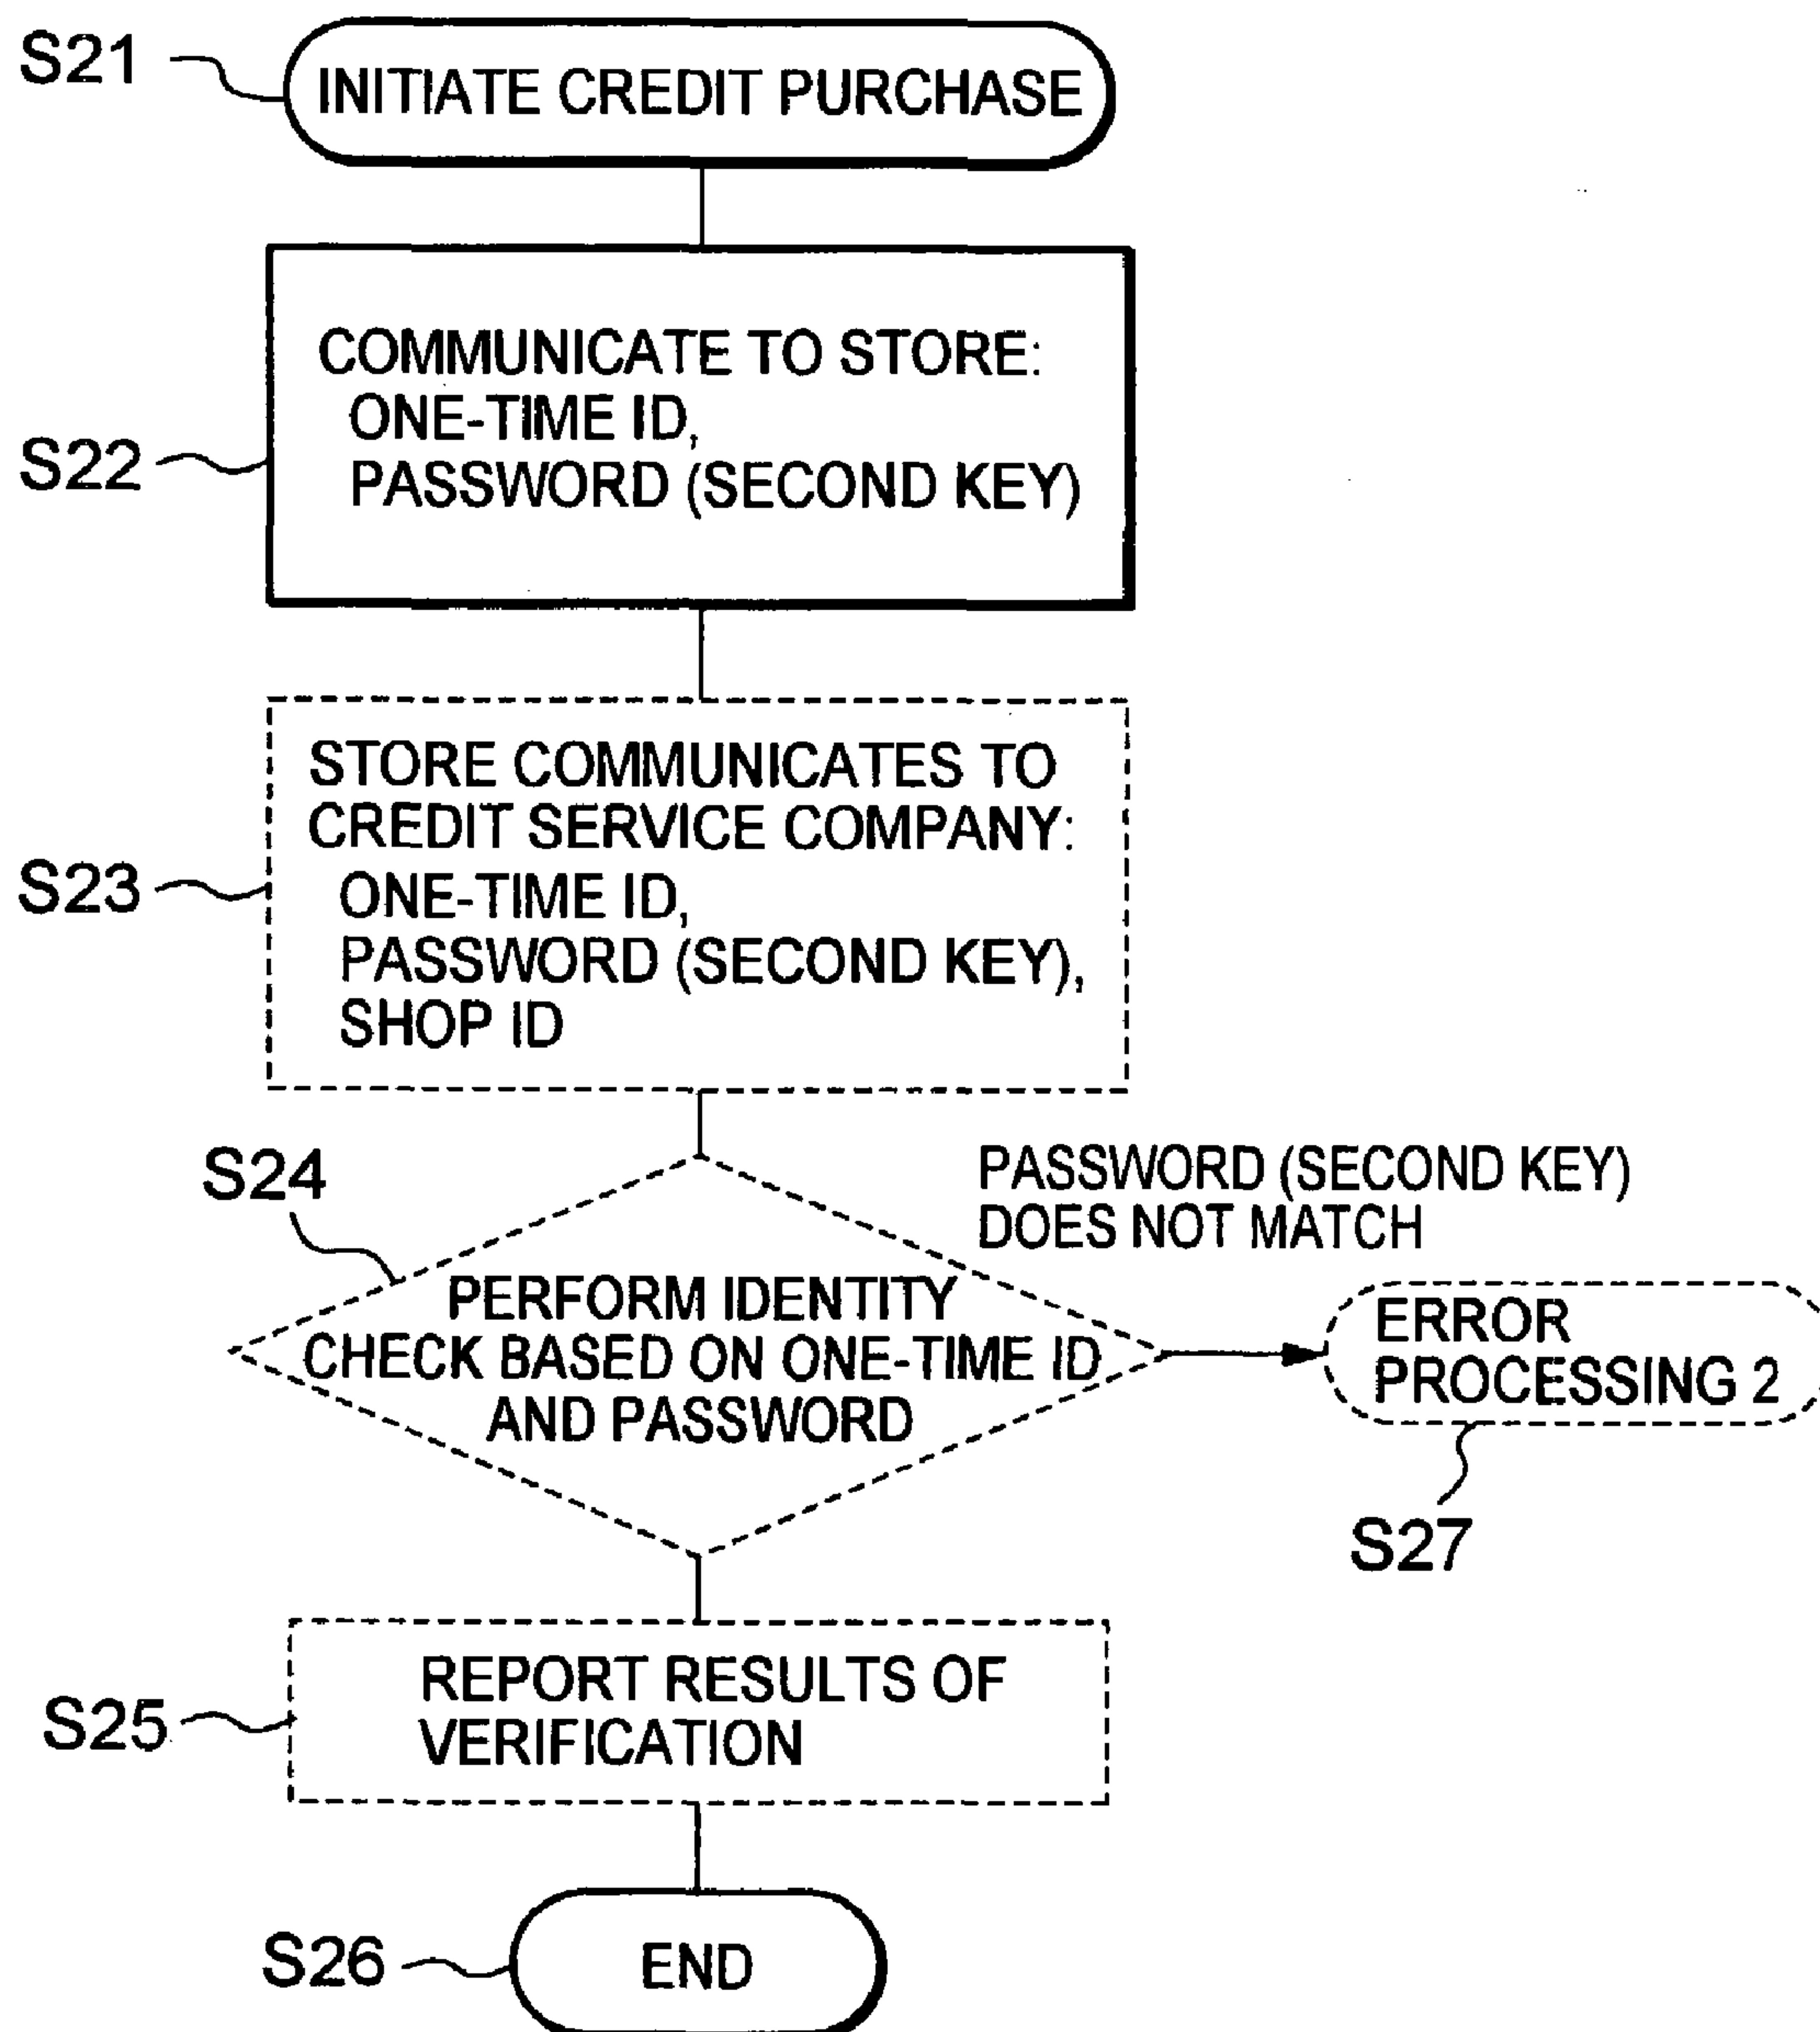 S21
INITIATE CREDIT PURCHASE
S22
COMMUNICATE TO STORE:
ONE-TIME ID,
PASSWORD (SECOND KEY)
S23
STORE COMMUNICATES TO
CREDIT SERVICE COMPANY:
ONE-TIME ID,
PASSWORD (SECOND KEY),
SHOP ID
S24
PERFORM IDENTITY
CHECK BASED ON ONE-TIME ID
AND PASSWORD
PASSWORD (SECOND KEY)
DOES NOT MATCH
ERROR
PROCESSING 2
S27
S25
REPORT RESULTS OF
VERIFICATION
S26
END